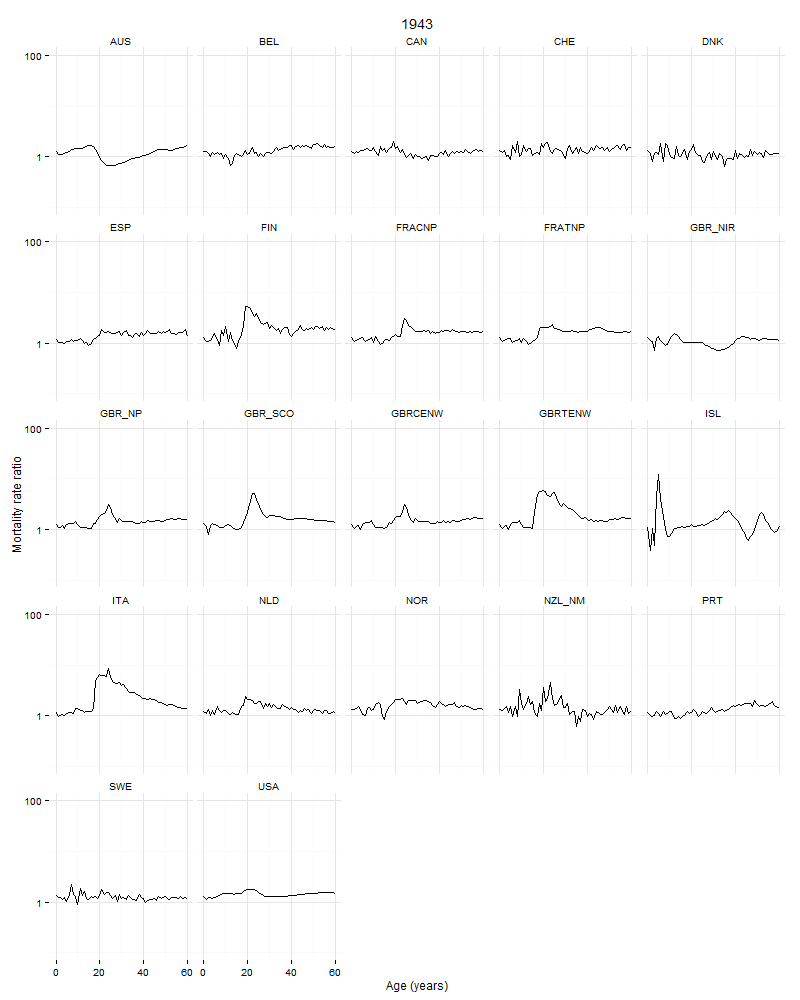 1943
AUS BEL CAN CHE DNK
100
1
ESP FIN FRACNP FRATNP GBR_NIR
100
1
GBR_NP GBR_SCO GBRCENW GBRTENW ISL
100
1
Mortality rate ratio
ITA NLD NOR NZL_NM PRT
100
1
SWE USA
100
1
0 20 40 60 0 20 40 60
Age (years)